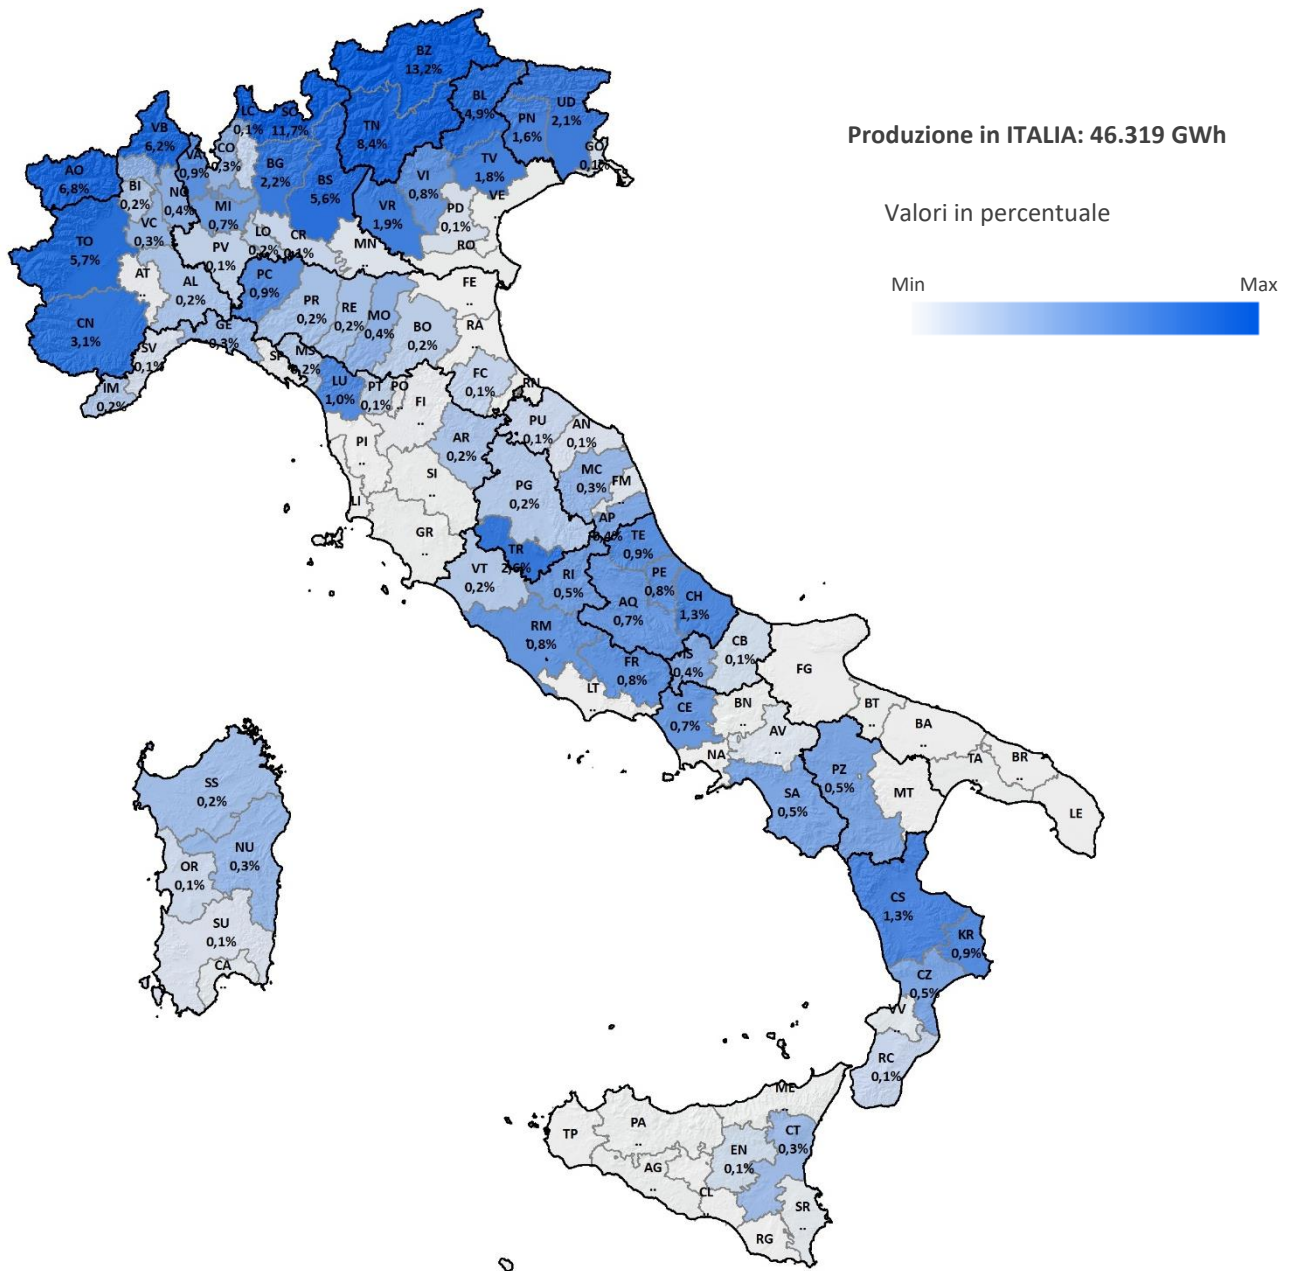 Produzione in ITALIA: 46.319 GWh
Valori in percentuale
Min
Max
BZ
13,2%
BL
4,9%
UD
2,1%
PN
1,6%
GO
0,1%
TN
8,4%
TV
1,8%
VI
0,8%
VE
..
VR
1,9%
PD
0,1%
RO
LC
0,1%
SO
11,7%
VB
6,2%
VA
0,9%
CO
0,3%
BG
2,2%
BS
5,6%
AO
6,8%
BI
0,2%
NO
0,4%
MI
0,7%
VC
0,3%
LO
0,2%
CR
0,1%
MN
..
TO
5,7%
PV
0,1%
AT
..
AL
0,2%
PC
0,9%
CN
3,1%
GE
0,3%
SV
0,1%
IM
0,2%
SP
PR
0,2%
RE
0,2%
MO
0,4%
BO
0,2%
FE
..
RA
..
FC
0,1%
RN
MS
0,2%
LU
1,0%
PT
0,1%
PO
..
FI
..
PI
..
AR
0,2%
SI
..
LI
GR
..
PU
0,1%
AN
0,1%
MC
0,3%
FM
..
AP
0,4%
PG
0,2%
TR
2,6%
VT
0,2%
RI
0,5%
RM
0,8%
FR
0,8%
LT
..
TE
0,9%
PE
0,8%
AQ
0,7%
CH
1,3%
IS
0,4%
CB
0,1%
CE
0,7%
BN
..
NA
AV
..
SA
0,5%
FG
BT
..
BA
..
TA
..
BR
..
LE
PZ
0,5%
MT
CS
1,3%
KR
0,9%
CZ
0,5%
VV
..
RC
0,1%
SS
0,2%
NU
0,3%
OR
0,1%
SU
0,1%
CA
..
ME
..
TP
PA
..
AG
..
EN
0,1%
CT
0,3%
CL
..
SR
..
RG